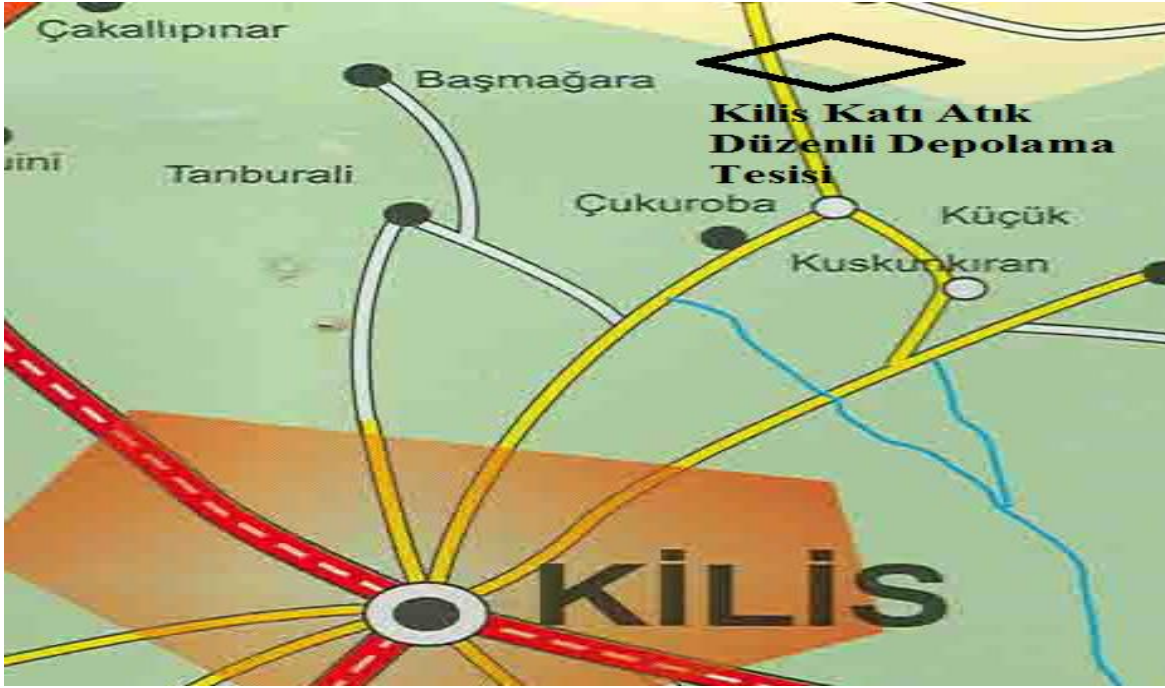 Çakallıpınar
Başmağara
Kilis Katı Atık
Düzenli Depolama
Tesisi
Tanburali
Çukuroba
Küçük
Kuskunkıran
KİLİS